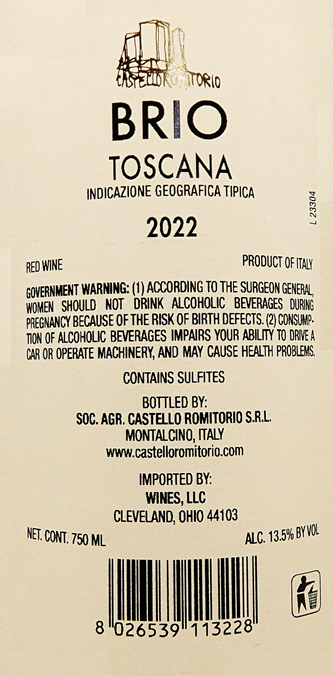 CASTELLO ROMITORIO
BRIO
TOSCANA
INDICAZIONE GEOGRAFICA TIPICA
2022
L 23304
RED WINE PRODUCT OF ITALY
GOVERNMENT WARNING: (1) ACCORDING TO THE SURGEON GENERAL,
WOMEN SHOULD NOT DRINK ALCOHOLIC BEVERAGES DURING
PREGNANCY BECAUSE OF THE RISK OF BIRTH DEFECTS. (2) CONSUMP-
TION OF ALCOHOLIC BEVERAGES IMPAIRS YOUR ABILITY TO DRIVE A
CAR OR OPERATE MACHINERY, AND MAY CAUSE HEALTH PROBLEMS.
CONTAINS SULFITES
BOTTLED BY:
SOC. AGR. CASTELLO ROMITORIO S.R.L.
MONTALCINO, ITALY
www.castelloromitorio.com
IMPORTED BY:
WINES, LLC
CLEVELAND, OHIO 44103
NET. CONT. 750 ML ALC. 13.5% BY VOL
8 026539 113228